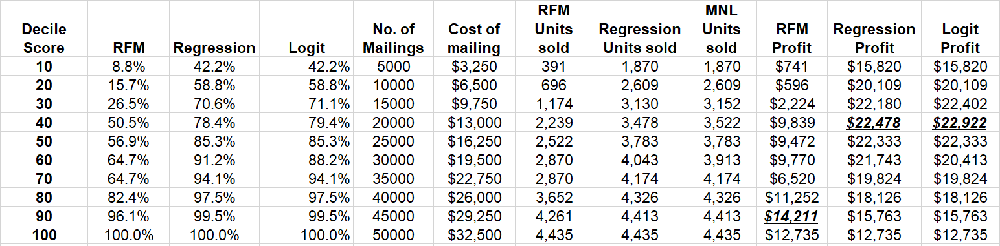 Decile Score RFM Regression Logit No. of Mailings Cost of mailing RFM Units sold Regression Units sold MNL Units sold RFM Profit Regression Profit Logit Profit
10 8.8% 42.2% 42.2% 5000 $3,250 391 1,870 1,870 $741 $15,820 $15,820
20 15.7% 58.8% 58.8% 10000 $6,500 696 2,609 2,609 $596 $20,109 $20,109
30 26.5% 70.6% 71.1% 15000 $9,750 1,174 3,130 3,152 $2,224 $22,180 $22,402
40 50.5% 78.4% 79.4% 20000 $13,000 2,239 3,478 3,522 $9,839 $22,478 $22,922
50 56.9% 85.3% 85.3% 25000 $16,250 2,522 3,783 3,783 $9,472 $22,333 $22,333
60 64.7% 91.2% 88.2% 30000 $19,500 2,870 4,043 3,913 $9,770 $21,743 $20,413
70 64.7% 94.1% 94.1% 35000 $22,750 2,870 4,174 4,174 $6,520 $19,824 $19,824
80 82.4% 97.5% 97.5% 40000 $26,000 3,652 4,326 4,326 $11,252 $18,126 $18,126
90 96.1% 99.5% 99.5% 45000 $29,250 4,261 4,413 4,413 $14,211 $15,763 $15,763
100 100.0% 100.0% 100.0% 50000 $32,500 4,435 4,435 4,435 $12,735 $12,735 $12,735